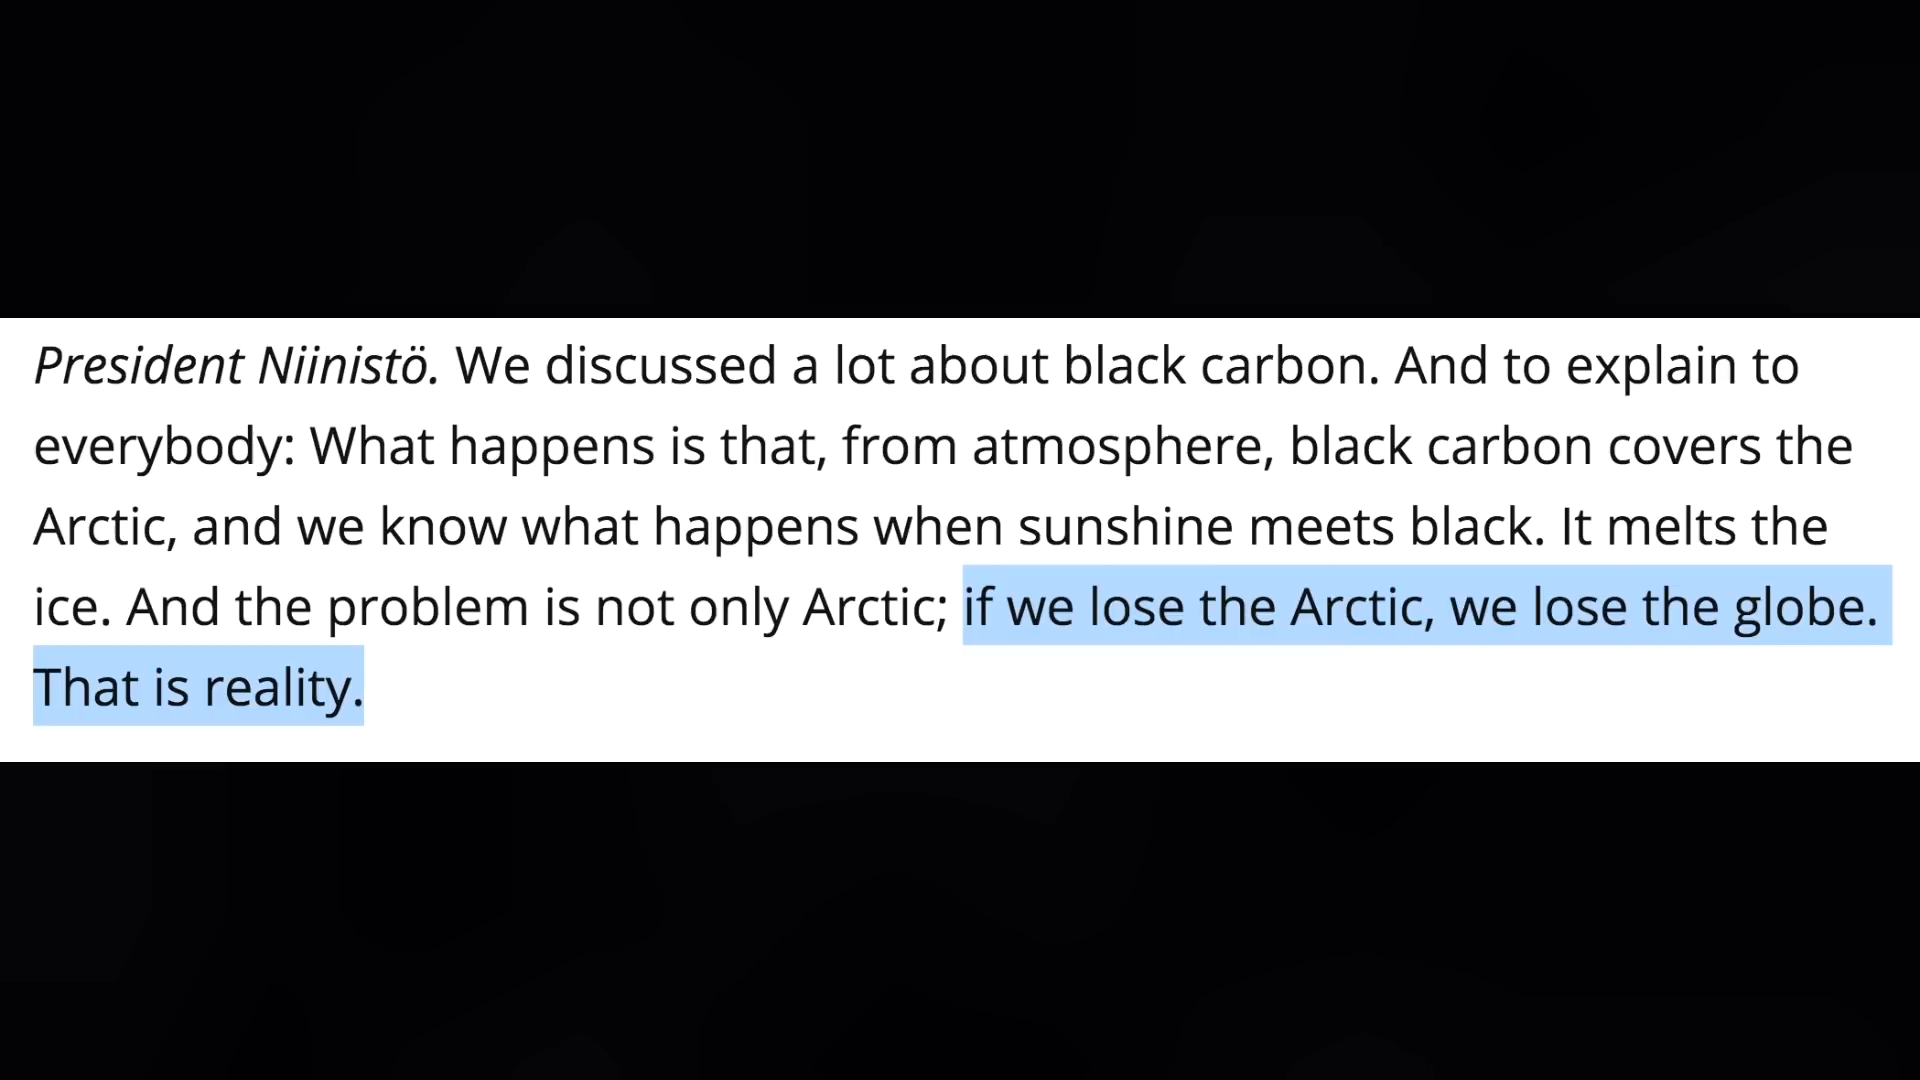 President Niinistö. We discussed a lot about black carbon. And to explain to
everybody: What happens is that, from atmosphere, black carbon covers the
Arctic, and we know what happens when sunshine meets black. It melts the
ice. And the problem is not only Arctic; if we lose the Arctic, we lose the globe.
That is reality.